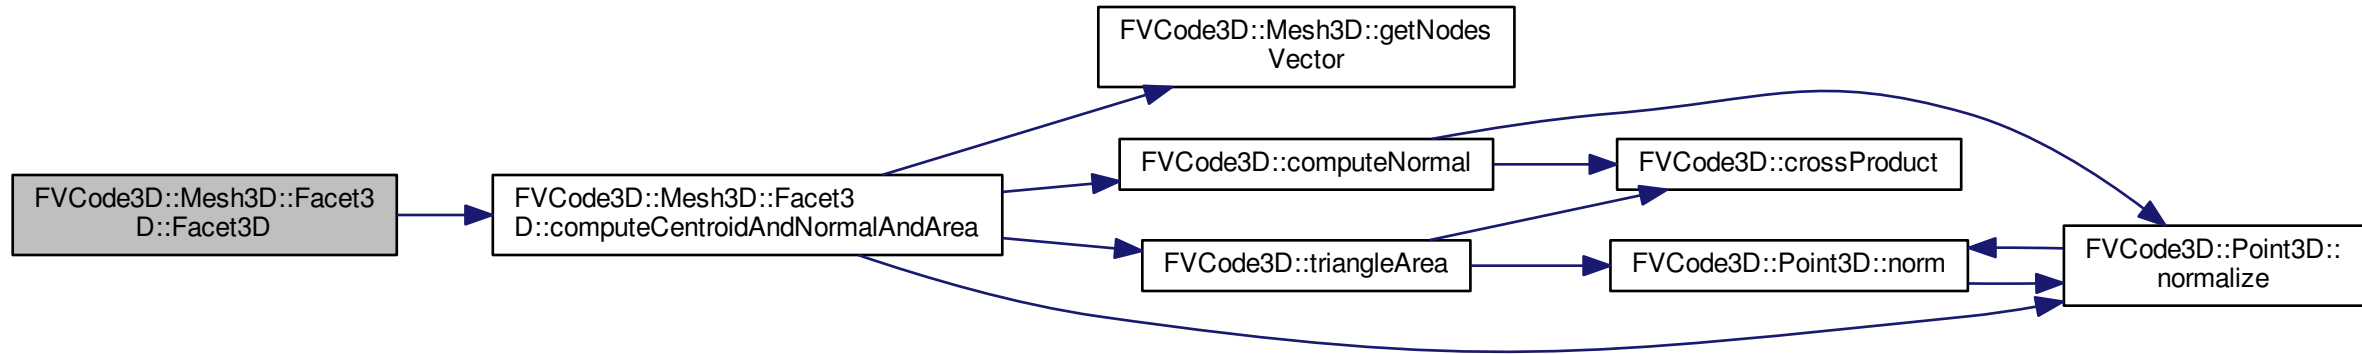 FVCode3D::Mesh3D::Facet3
D::Facet3D
FVCode3D::Mesh3D::Facet3
D::computeCentroidAndNormalAndArea
FVCode3D::Mesh3D::getNodes
Vector
FVCode3D::computeNormal
FVCode3D::triangleArea
FVCode3D::crossProduct
FVCode3D::Point3D::norm
FVCode3D::Point3D::
normalize